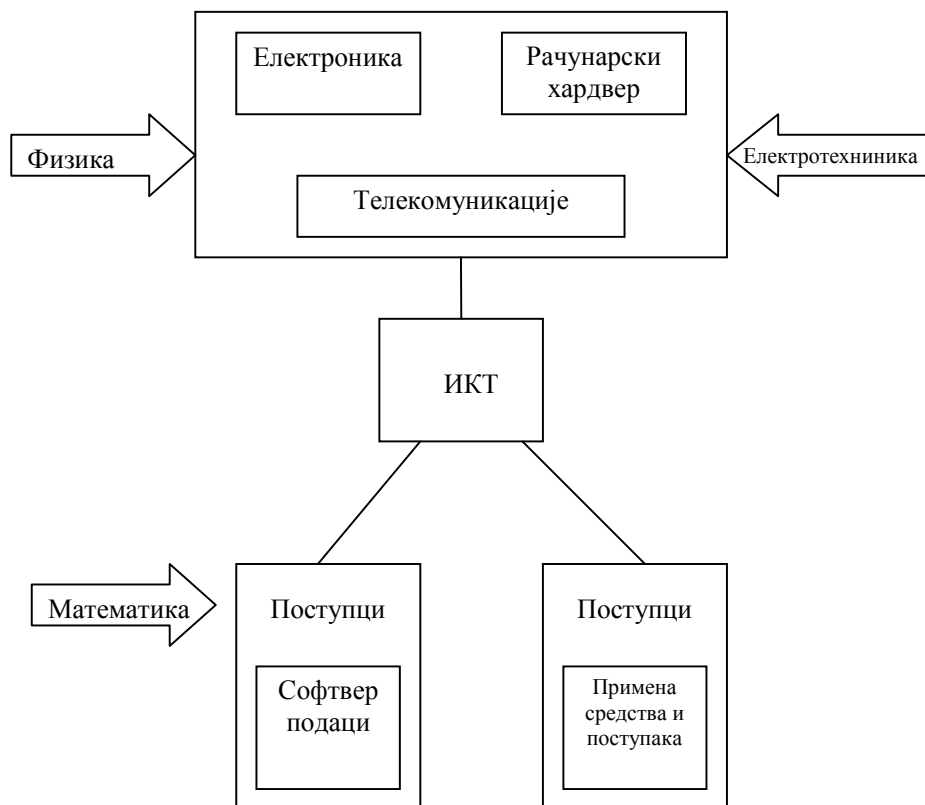 Електроника
Рачунарски
хардвер
Физика
Електротехниника
Телекомуникације
ИКТ
Математика
Поступци
Поступци
Софтвер
подаци
Примена
средства и
поступака